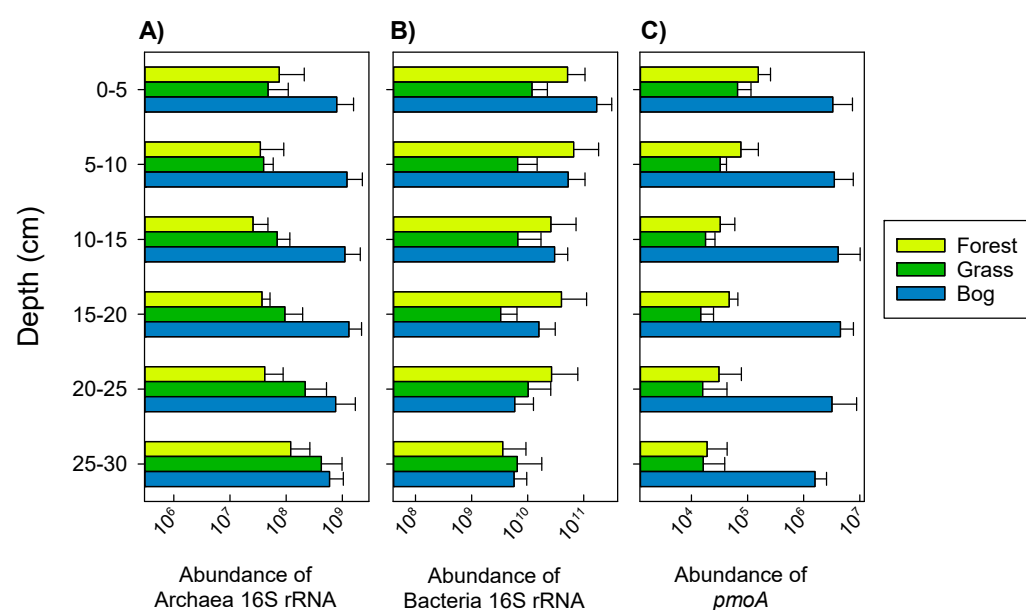 A)
B)
C)
Depth (cm)
0-5
5-10
10-15
15-20
20-25
25-30
10⁶
10⁷
10⁸
10⁹
10⁸
10⁹
10¹⁰
10¹¹
10⁴
10⁵
10⁶
10⁷
Abundance of
Archaea 16S rRNA
Abundance of
Bacteria 16S rRNA
Abundance of
pmoA
Forest
Grass
Bog